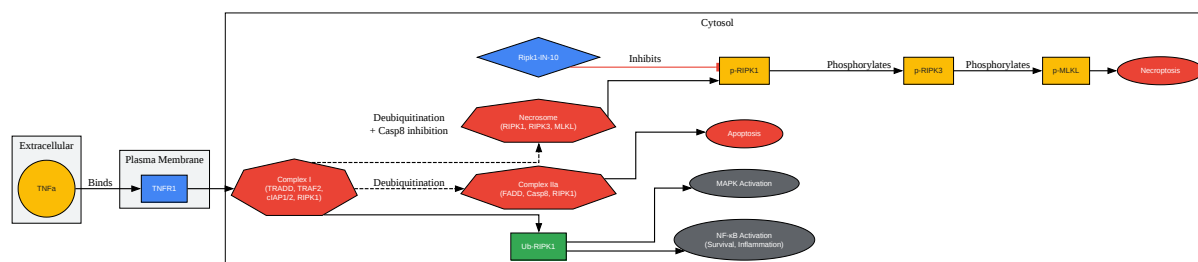 Cytosol
Ripk1-IN-10
Inhibits
p-RIPK1
Phosphorylates
p-RIPK3
Phosphorylates
p-MLKL
Necroptosis
Deubiquitination
+ Casp8 inhibition
Necrosome
(RIPK1, RIPK3, MLKL)
Apoptosis
Extracellular
TNFa
Binds
Plasma Membrane
TNFR1
Complex I
(TRADD, TRAF2,
cIAP1/2, RIPK1)
Deubiquitination
Complex IIa
(FADD, Casp8, RIPK1)
MAPK Activation
Ub-RIPK1
NF-κB Activation
(Survival, Inflammation)